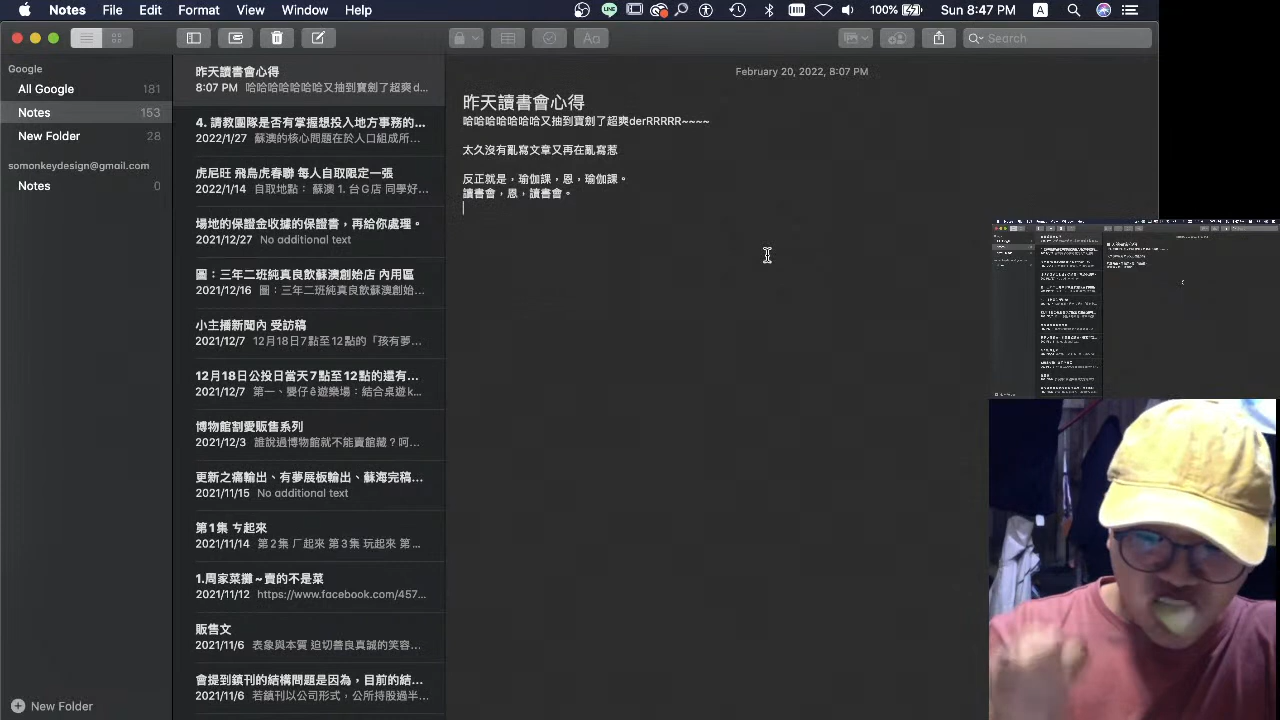 Notes File Edit Format View Window Help
100% Sun 8:47 PM A
Aa
Search
Google
All Google 181
Notes 153
New Folder 28
somonkeydesign@gmail.com
Notes 0
New Folder
昨天讀書會心得
8:07 PM 哈哈哈哈哈哈哈又抽到寶劍了超爽d…
4. 請教團隊是否有掌握想投入地方事務的…
2022/1/27 蘇澳的核心問題在於人口組成所…
虎尼旺 飛鳥虎春聯 每人自取限定一張
2022/1/14 自取地點： 蘇澳 1. 台G店 同學好…
場地的保證金收據的保證書，再給你處理。
2021/12/27 No additional text
圖：三年二班純真良飲蘇澳創始店 內用區
2021/12/16 圖：三年二班純真良飲蘇澳創始…
小主播新聞內 受訪稿
2021/12/7 12月18日7點至12點的「孩有夢…
12月18日公投日當天7點至12點的還有…
2021/12/7 第一、嬰仔ê遊樂場：結合桌遊k…
博物館割愛販售系列
2021/12/3 誰說過博物館就不能賣館藏？呵…
更新之痛輸出、有夢展板輸出、蘇海完稿…
2021/11/15 No additional text
第1集 ㄘ起來
2021/11/14 第2集 ㄏ起來 第3集 玩起來 第…
1.周家菜攤~賣的不是菜
2021/11/12 https://www.facebook.com/457…
販售文
2021/11/6 表象與本質 迫切善良真誠的笑容…
會提到鎮刊的結構問題是因為，目前的結…
2021/11/6 若鎮刊以公司形式，公所持股過半…
February 20, 2022, 8:07 PM
昨天讀書會心得
哈哈哈哈哈哈哈又抽到寶劍了超爽derRRRRR~~~~
太久沒有亂寫文章又再在亂寫惹
反正就是，瑜伽課，恩，瑜伽課。
讀書會，恩，讀書會。